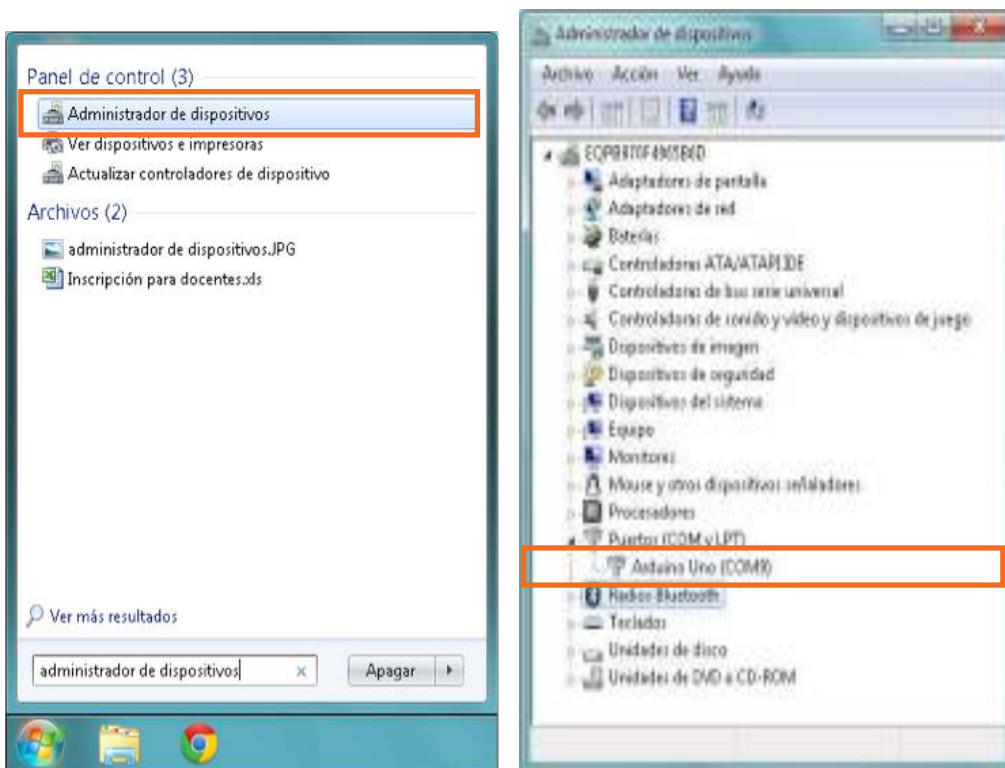 Panel de control (3)
Administrador de dispositivos
Ver dispositivos e impresoras
Actualizar controladores de dispositivo
Archivos (2)
administrador de dispositivos.JPG
Inscripción para docentes.xls
Ver más resultados
administrador de dispositivos
Apagar
Administrador de dispositivos
Archivo Acción Ver Ayuda
Adaptadores de pantalla
Adaptadores de red
Baterías
Controladoras ATA/ATAPI IDE
Controladoras de bus serie universal
Controladoras de sonido y vídeo y dispositivos de juego
Dispositivos de imagen
Dispositivos de seguridad
Dispositivos del sistema
Equipo
Monitores
Mouse y otros dispositivos señaladores
Procesadores
Puertos (COM y LPT)
Arduino Uno
Radios Bluetooth
Teclados
Unidades de disco
Unidades de DVD o CD-ROM